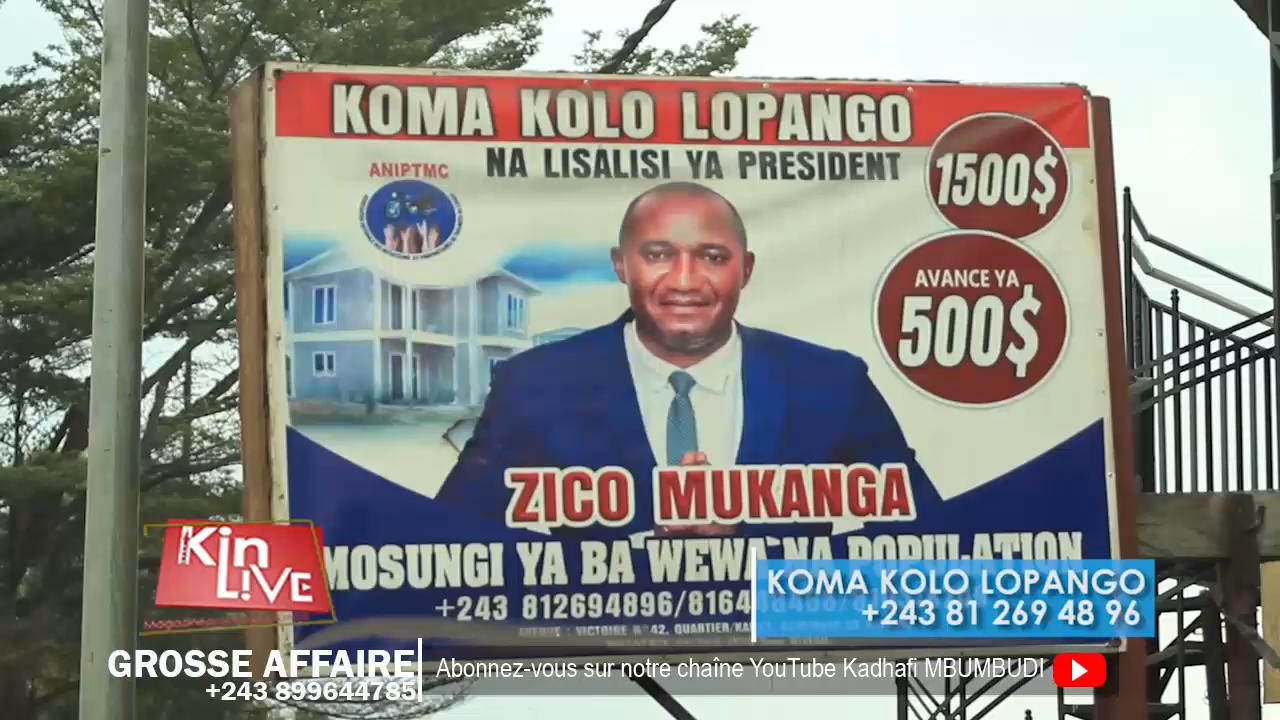 KOMA KOLO LOPANGO
NA LISALISI YA PRESIDENT
ANIPTMC
1500$
AVANCE YA
500$
ZICO MUKANGA
MOSUNGI YA BA WEWA NA POPULATION
+243 812694896/8164
Kin
LIVE
KOMA KOLO LOPANGO
+243 81 269 48 96
GROSSE AFFAIRE
+243 899644785
Abonnez-vous sur notre chaîne YouTube Kadhafi MBUMBUDI